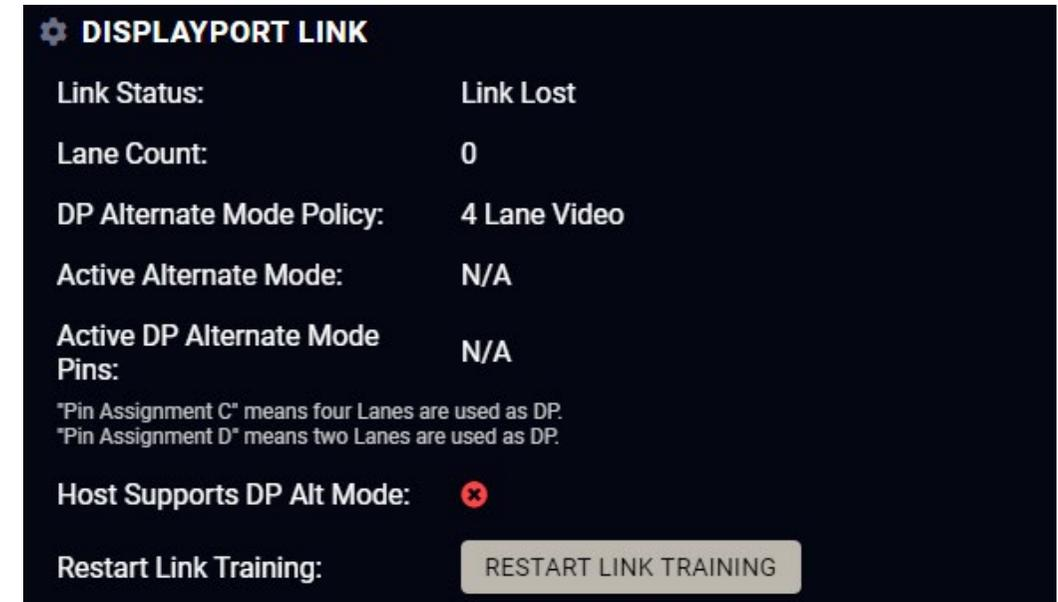 DISPLAYPORT LINK
Link Status: Link Lost
Lane Count: 0
DP Alternate Mode Policy: 4 Lane Video
Active Alternate Mode: N/A
Active DP Alternate Mode
Pins: N/A
"Pin Assignment C" means four Lanes are used as DP.
"Pin Assignment D" means two Lanes are used as DP.
Host Supports DP Alt Mode:
Restart Link Training: RESTART LINK TRAINING